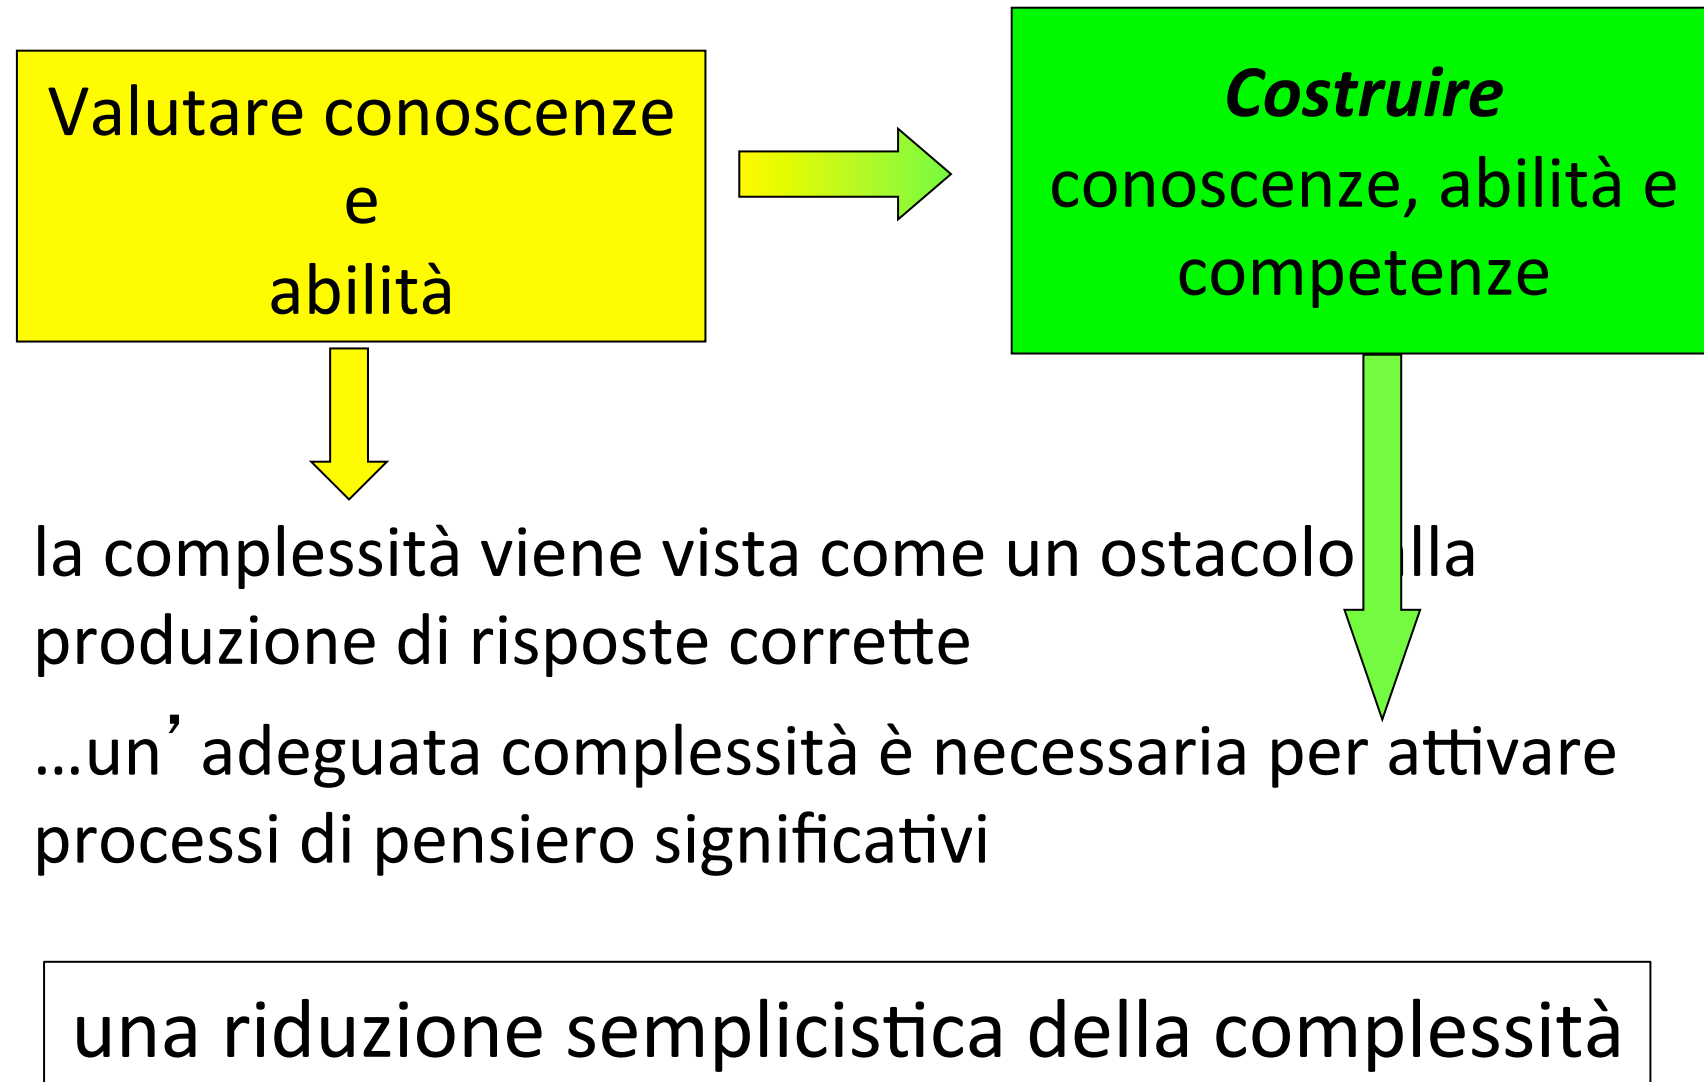 Valutare conoscenze
e
abilità
Costruire
conoscenze, abilità e
competenze
la complessità viene vista come un ostacolo lla
produzione di risposte corrette
...un’ adeguata complessità è necessaria per attivare
processi di pensiero significativi
una riduzione semplicistica della complessità